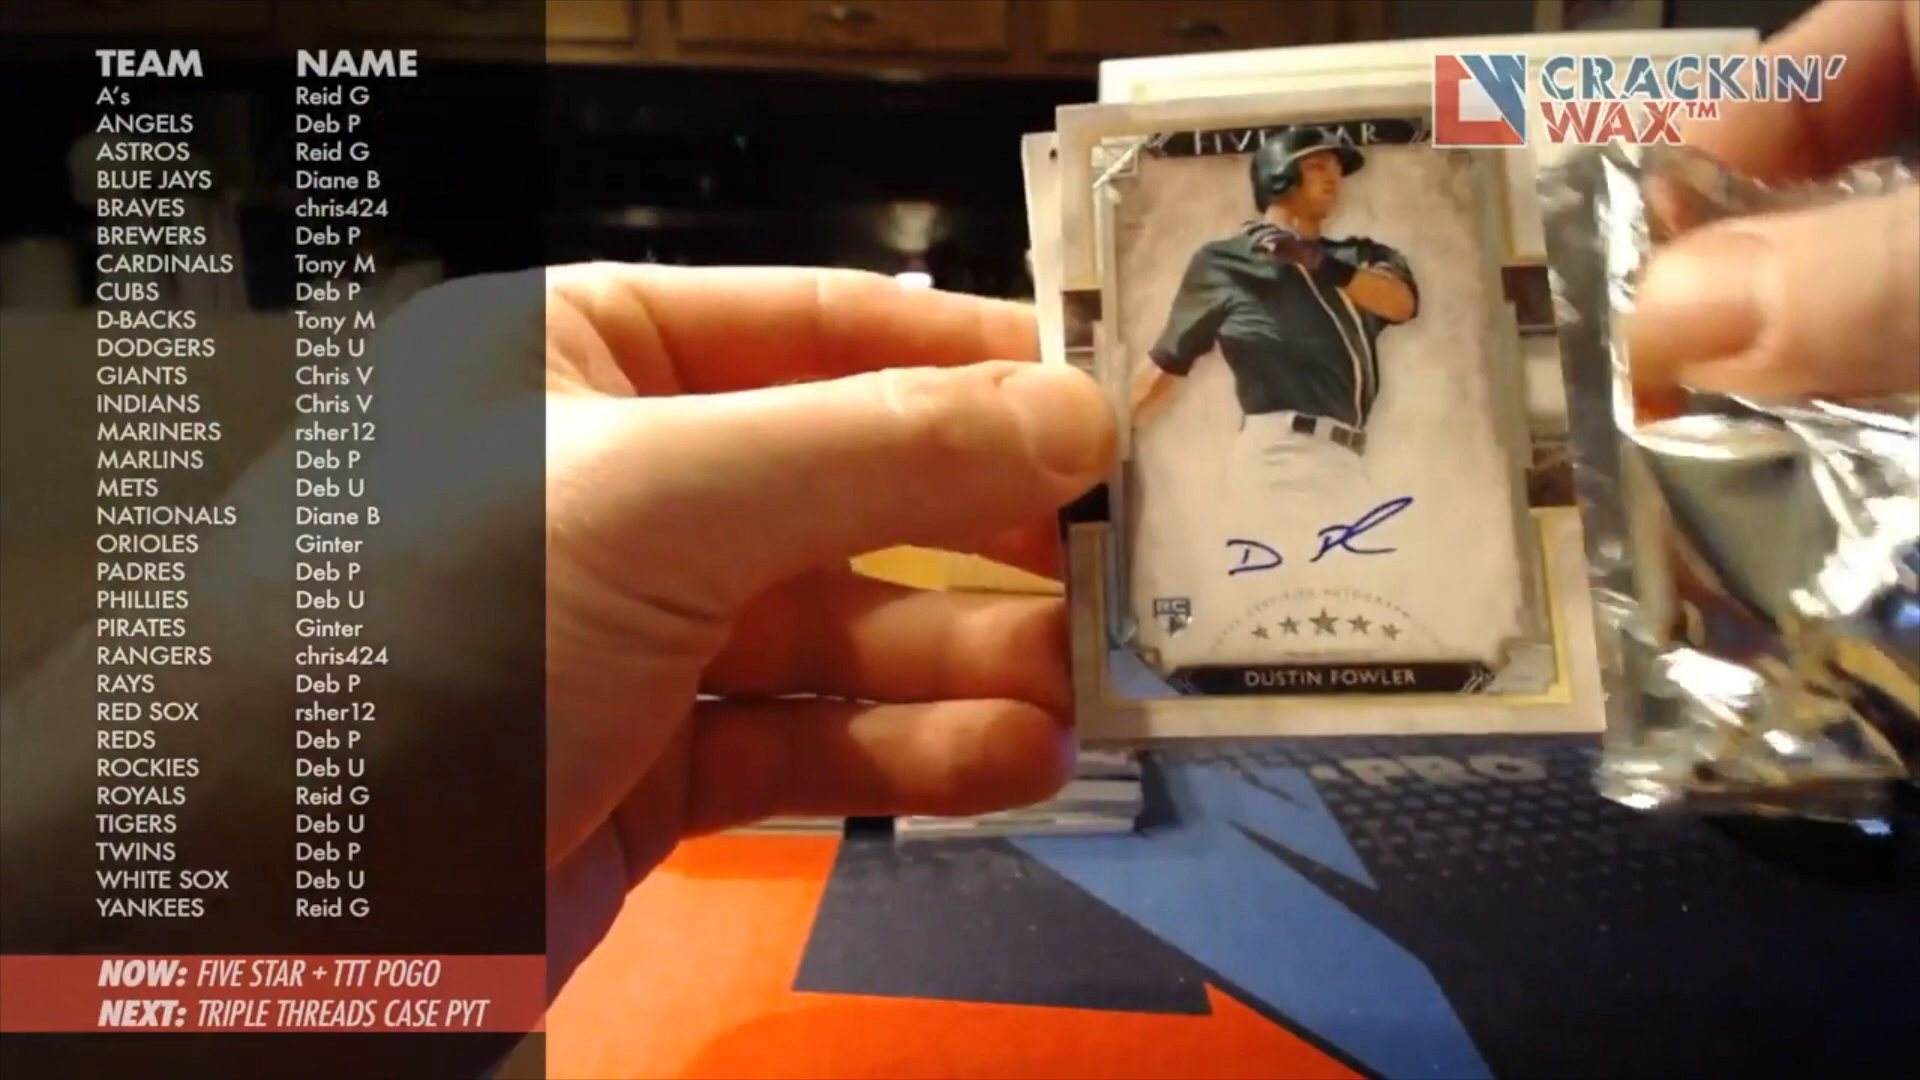 TEAM NAME
A's Reid G
ANGELS Deb P
ASTROS Reid G
BLUE JAYS Diane B
BRAVES chris424
BREWERS Deb P
CARDINALS Tony M
CUBS Deb P
D-BACKS Tony M
DODGERS Deb U
GIANTS Chris V
INDIANS Chris V
MARINERS rsher12
MARLINS Deb P
METS Deb U
NATIONALS Diane B
ORIOLES Ginter
PADRES Deb P
PHILLIES Deb U
PIRATES Ginter
RANGERS chris424
RAYS Deb P
RED SOX rsher12
REDS Deb P
ROCKIES Deb U
ROYALS Reid G
TIGERS Deb U
TWINS Deb P
WHITE SOX Deb U
YANKEES Reid G
NOW: FIVE STAR + TTT POGO
NEXT: TRIPLE THREADS CASE PYT
CRACKIN'
WAX™
FIVE STAR
RC
CERTIFIED AUTOGRAPH
DUSTIN FOWLER
-PRO